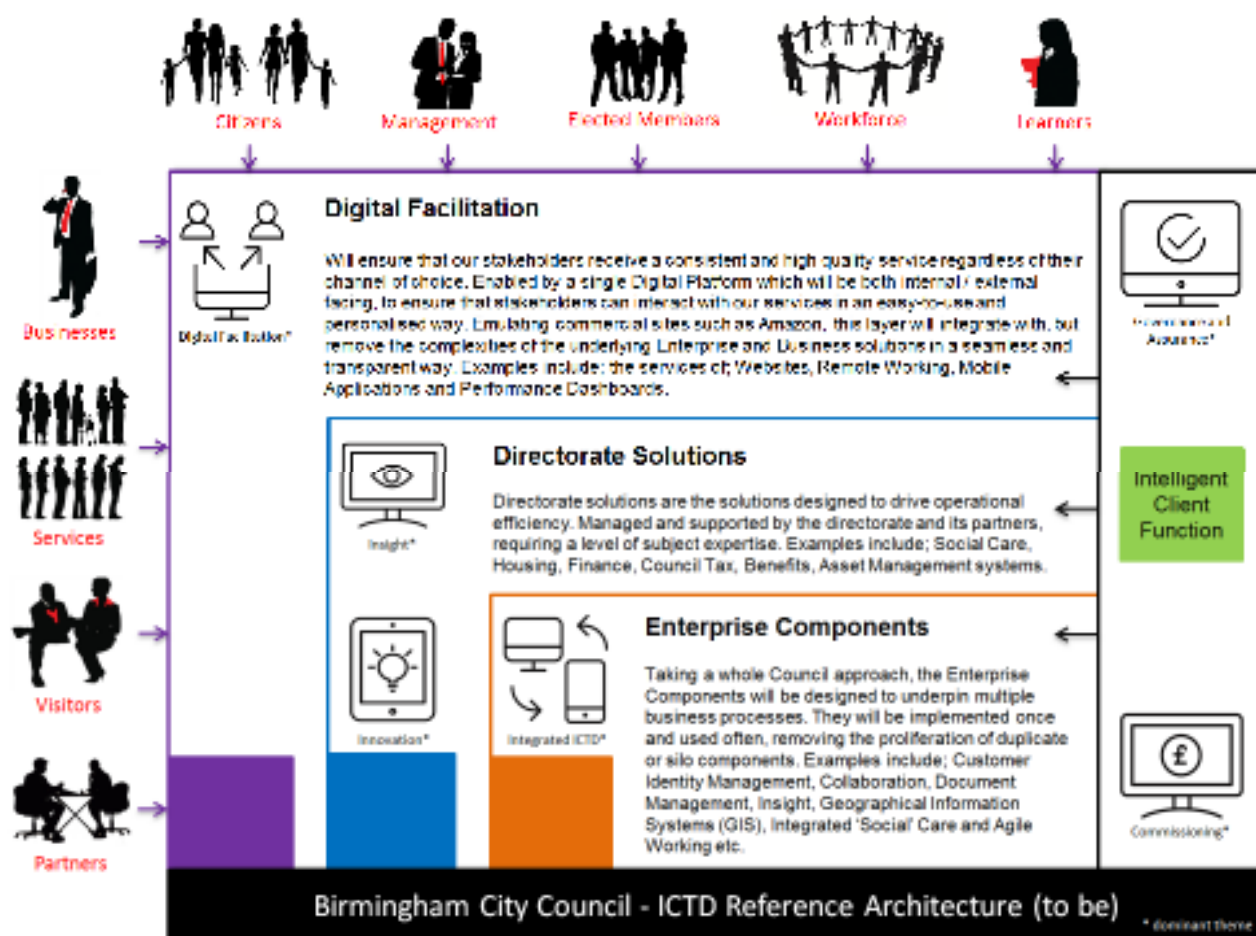 Citizens
Management
Elected Members
Workforce
Learners
Businesses
Services
Visitors
Partners
Digital Facilitation*
Digital Facilitation
Will ensure that our stakeholders receive a consistent and high quality service regardless of their
channel of choice. Enabled by a single Digital Platform which will be both internal / external
facing, to ensure that stakeholders can interact with our services in an easy-to-use and
personalised way. Emulating commercial sites such as Amazon, this layer will integrate with, but
remove the complexities of the underlying Enterprise and Business solutions in a seamless and
transparent way. Examples include; the services of; Websites, Remote Working, Mobile
Applications and Performance Dashboards.
Insight*
Directorate Solutions
Directorate solutions are the solutions designed to drive operational
efficiency. Managed and supported by the directorate and its partners,
requiring a level of subject expertise. Examples include; Social Care,
Housing, Finance, Council Tax, Benefits, Asset Management systems.
Innovation*
Integrated ICTD*
Enterprise Components
Taking a whole Council approach, the Enterprise
Components will be designed to underpin multiple
business processes. They will be implemented once
and used often, removing the proliferation of duplicate
or silo components. Examples include; Customer
Identity Management, Collaboration, Document
Management, Insight, Geographical Information
Systems (GIS), Integrated 'Social' Care and Agile
Working etc.
Governance and
Assurance*
Intelligent
Client
Function
£
Commissioning*
Birmingham City Council - ICTD Reference Architecture (to be)
* dominant theme